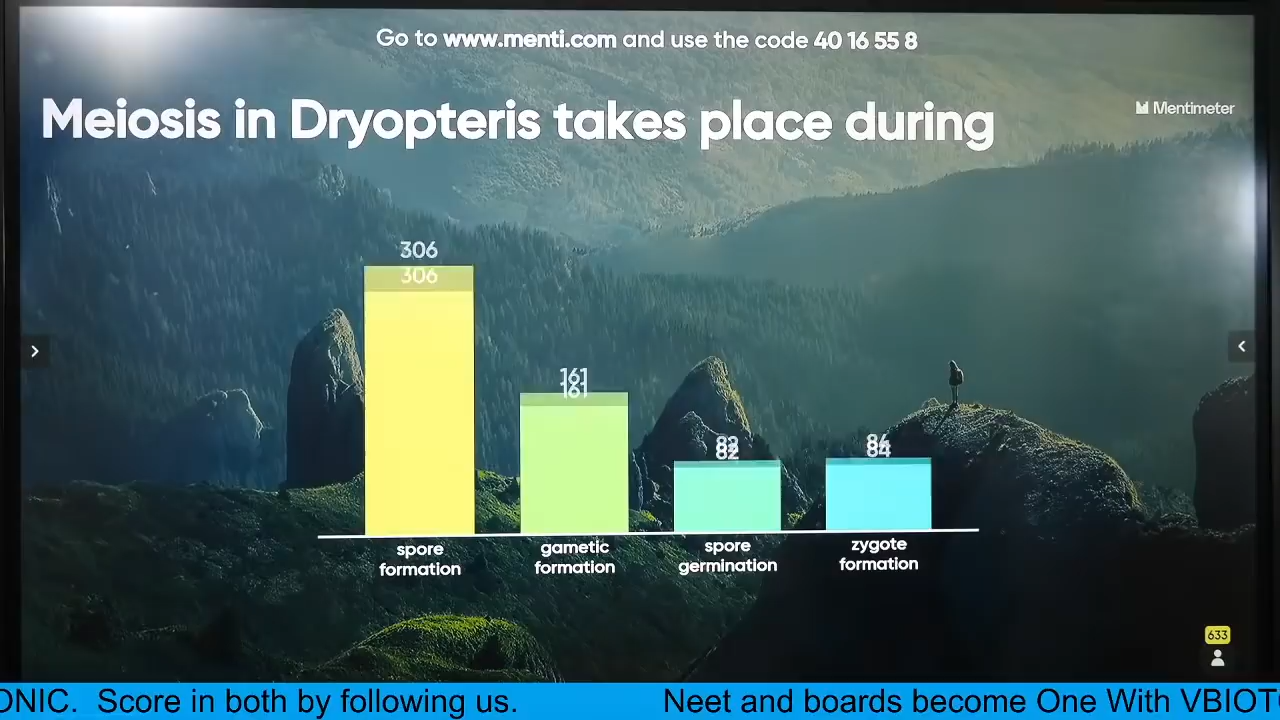 Go to www.menti.com and use the code 40 16 55 8
Meiosis in Dryopteris takes place during
Mentimeter
306
306
161
161
82
82
84
84
spore
formation
gametic
formation
spore
germination
zygote
formation
633
ONIC. Score in both by following us. Neet and boards become One With